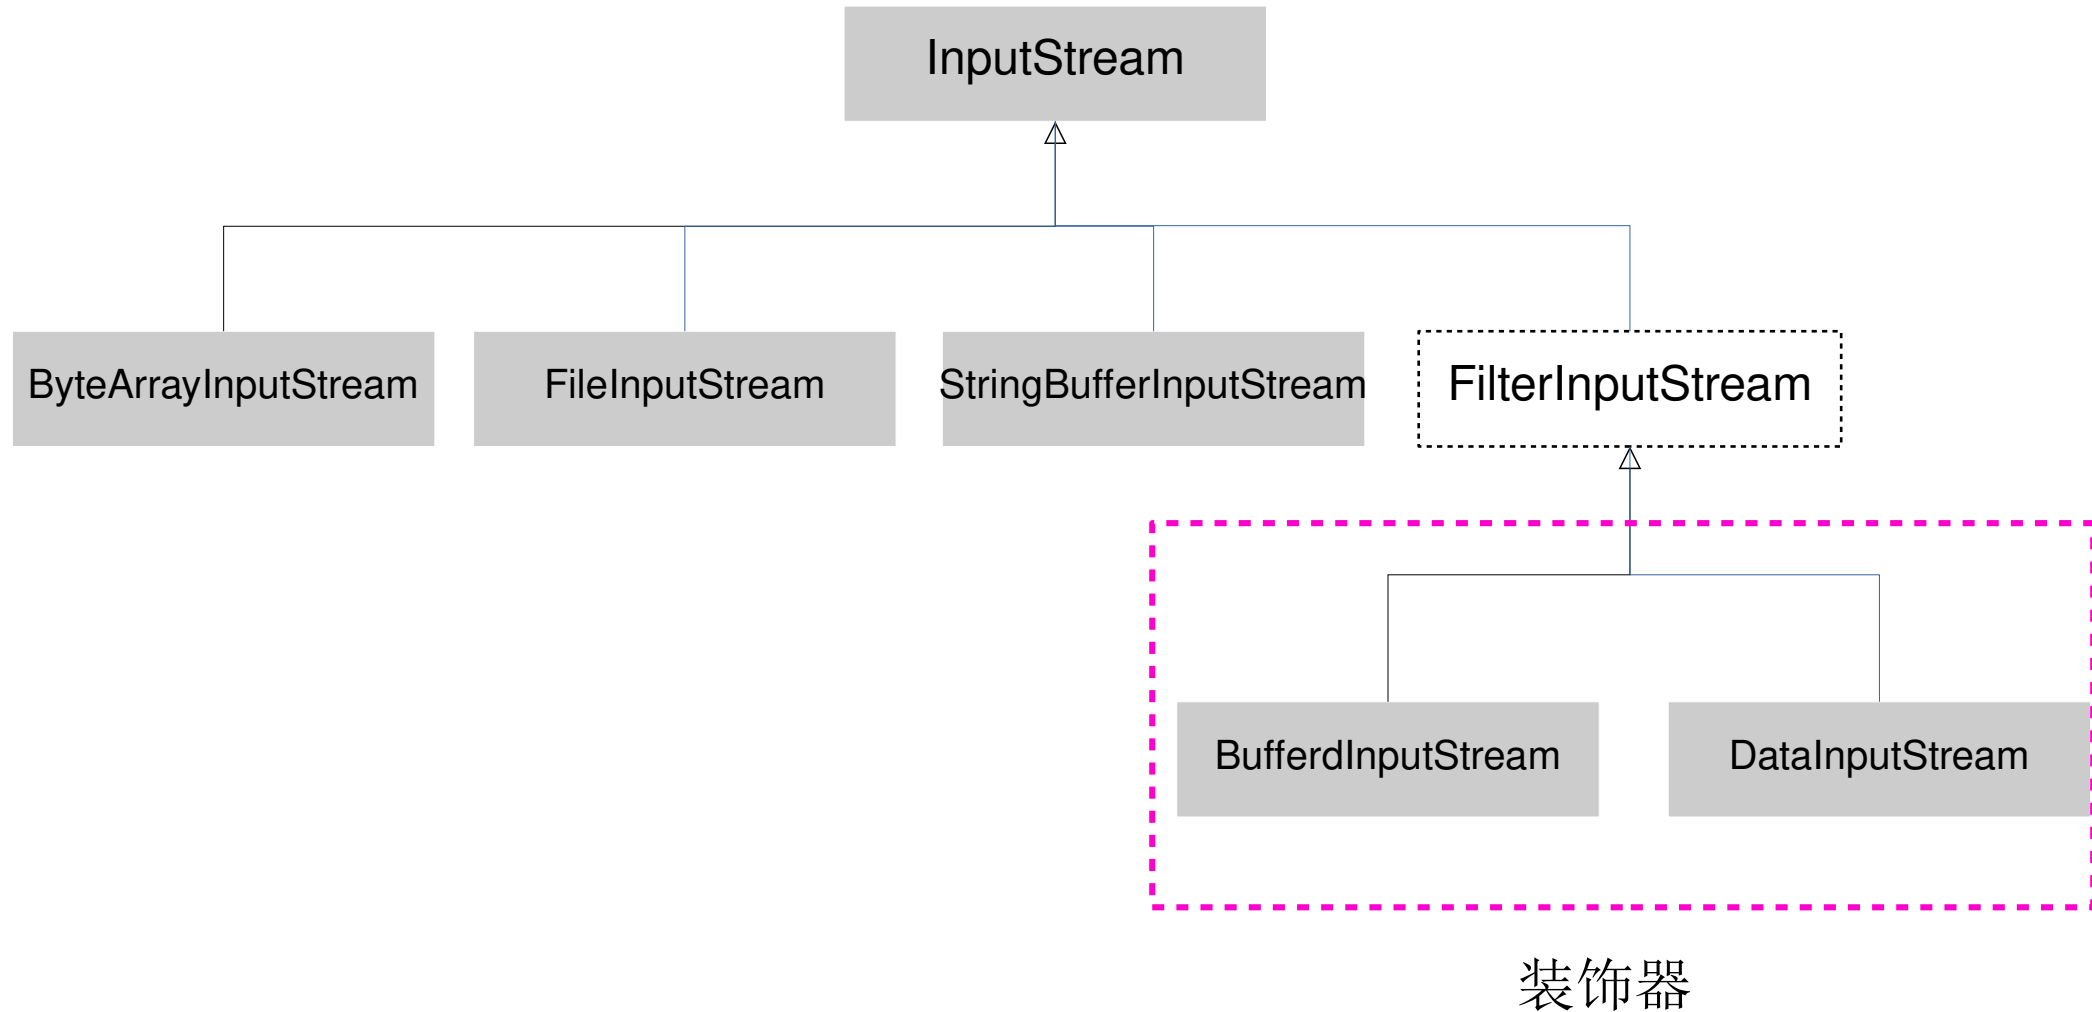 InputStream
ByteArrayInputStream
FileInputStream
StringBufferInputStream
FilterInputStream
BufferdInputStream
DataInputStream
装饰器